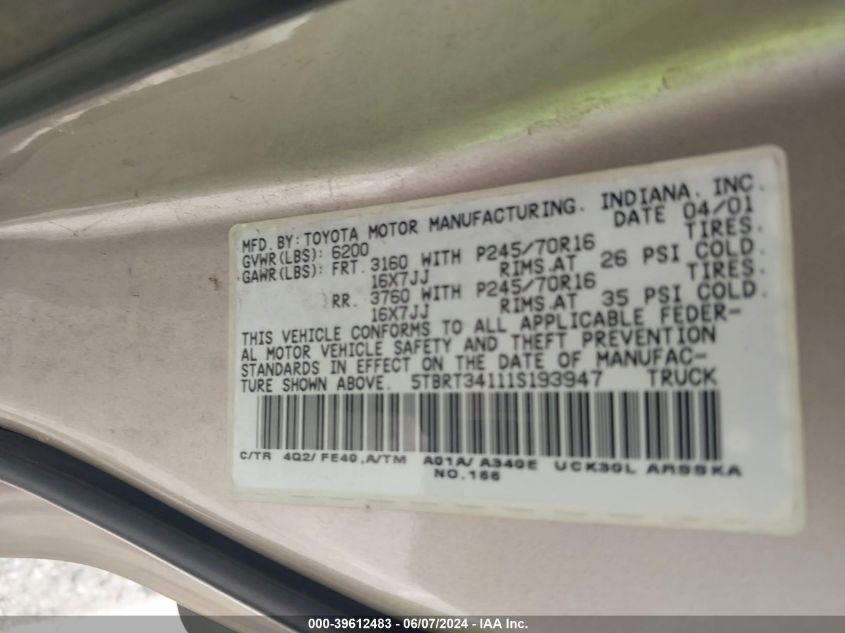 MFD. BY: TOYOTA MOTOR MANUFACTURING. INDIANA. INC.
GVWR(LBS): 6200 DATE 04/01
GAWR(LBS): FRT. 3160 WITH P245/70R16 TIRES.
16X7JJ RIMS.AT 26 PSI COLD.
RR. 3760 WITH P245/70R16 TIRES.
16X7JJ RIMS.AT 35 PSI COLD.
THIS VEHICLE CONFORMS TO ALL APPLICABLE FEDER-
AL MOTOR VEHICLE SAFETY AND THEFT PREVENTION
STANDARDS IN EFFECT ON THE DATE OF MANUFAC-
TURE SHOWN ABOVE. 5TBRT34111S193947 TRUCK
C/TR 4Q2/ FE40 ,A/TM A01A/ A340E UCK30L ARSSKA
NO.166
000-39612483 - 06/07/2024 - IAA Inc.